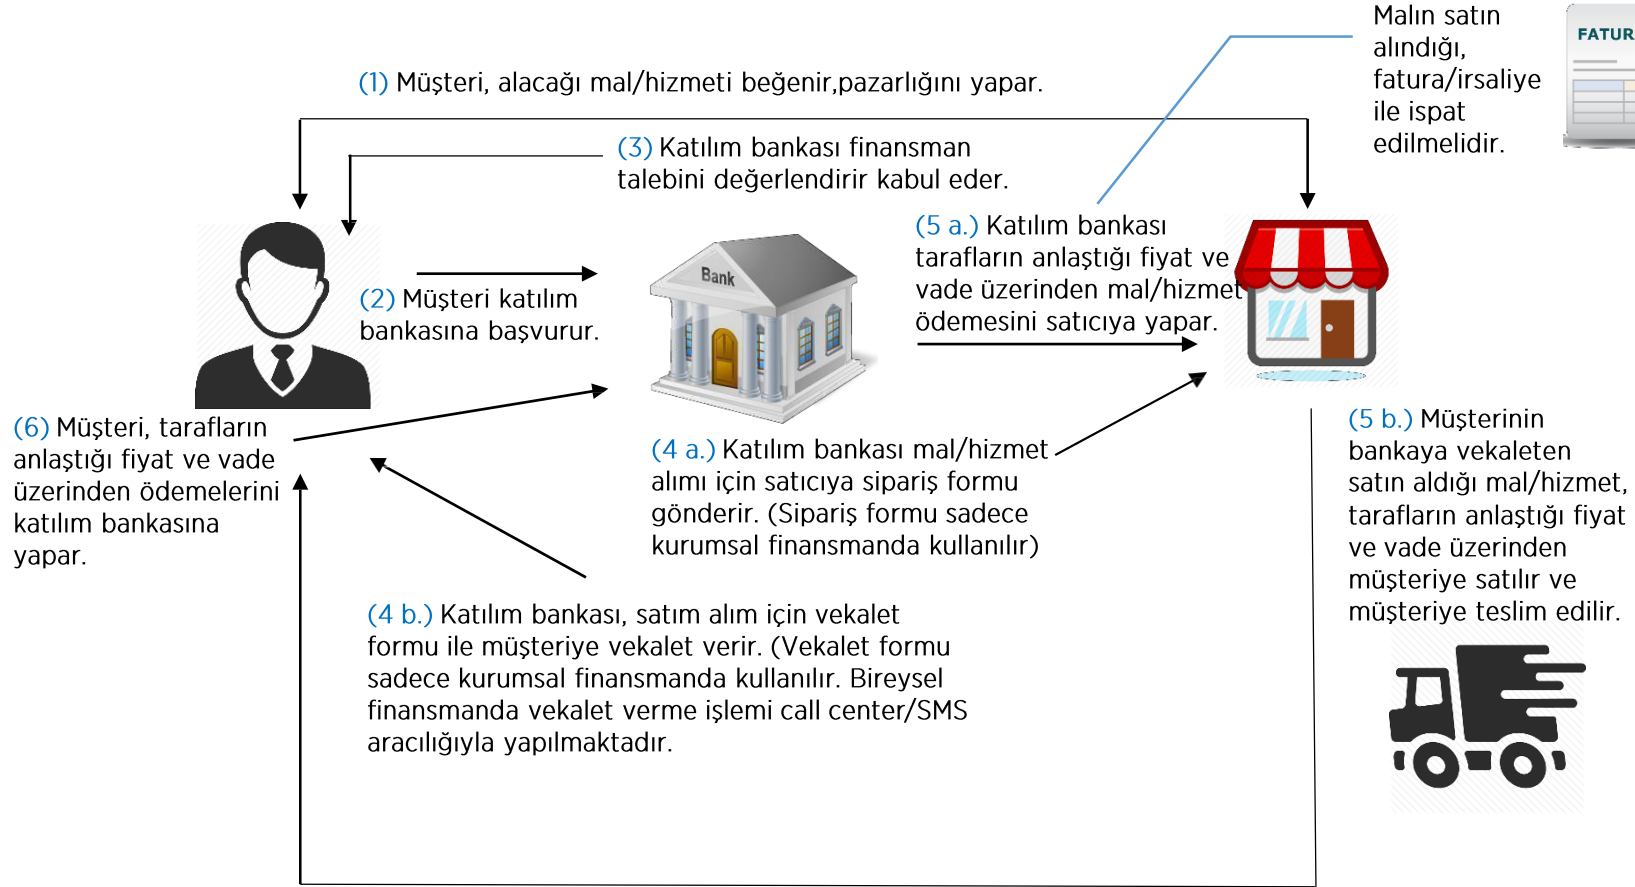 Malın satın
alındığı,
fatura/irsaliye
ile ispat
edilmelidir.
FATUR
(1) Müşteri, alacağı mal/hizmeti beğenir,pazarlığını yapar.
(3) Katılım bankası finansman
talebini değerlendirir kabul eder.
(5 a.) Katılım bankası
tarafların anlaştığı fiyat ve
vade üzerinden mal/hizmet
ödemesini satıcıya yapar.
Bank
(2) Müşteri katılım
bankasına başvurur.
(6) Müşteri, tarafların
anlaştığı fiyat ve vade
üzerinden ödemelerini
katılım bankasına
yapar.
(4 a.) Katılım bankası mal/hizmet
alımı için satıcıya sipariş formu
gönderir. (Sipariş formu sadece
kurumsal finansmanda kullanılır)
(5 b.) Müşterinin
bankaya vekaleten
satın aldığı mal/hizmet,
tarafların anlaştığı fiyat
ve vade üzerinden
müşteriye satılır ve
müşteriye teslim edilir.
(4 b.) Katılım bankası, satım alım için vekalet
formu ile müşteriye vekalet verir. (Vekalet formu
sadece kurumsal finansmanda kullanılır. Bireysel
finansmanda vekalet verme işlemi call center/SMS
aracılığıyla yapılmaktadır.